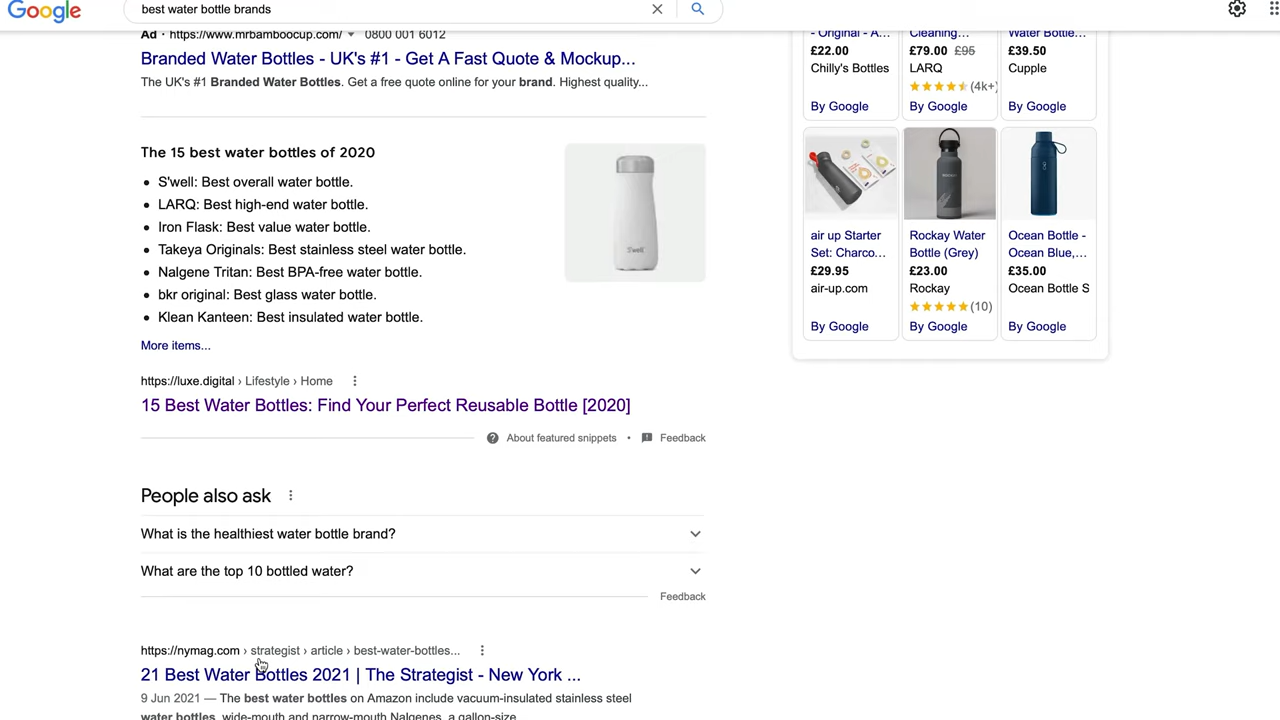 Google
best water bottle brands
Ad · https://www.mrbamboocup.com/ 0800 001 6012
Branded Water Bottles - UK's #1 - Get A Fast Quote & Mockup...
The UK's #1 Branded Water Bottles. Get a free quote online for your brand. Highest quality...
The 15 best water bottles of 2020
S'well: Best overall water bottle.
LARQ: Best high-end water bottle.
Iron Flask: Best value water bottle.
Takeya Originals: Best stainless steel water bottle.
Nalgene Tritan: Best BPA-free water bottle.
bkr original: Best glass water bottle.
Klean Kanteen: Best insulated water bottle.
More items...
S'well
https://luxe.digital › Lifestyle › Home
15 Best Water Bottles: Find Your Perfect Reusable Bottle [2020]
About featured snippets • Feedback
People also ask
What is the healthiest water bottle brand?
What are the top 10 bottled water?
Feedback
https://nymag.com › strategist › article › best-water-bottles...
21 Best Water Bottles 2021 | The Strategist - New York ...
9 Jun 2021 — The best water bottles on Amazon include vacuum-insulated stainless steel
water bottles, wide-mouth and narrow-mouth Nalgenes, a gallon-size
- Original - A...
£22.00
Chilly's Bottles
By Google
Cleaning...
£79.00 £95
LARQ
(4k+)
By Google
Water Bottle...
£39.50
Cupple
By Google
air up Starter
Set: Charco...
£29.95
air-up.com
By Google
Rockay Water
Bottle (Grey)
£23.00
Rockay
(10)
By Google
Ocean Bottle -
Ocean Blue,...
£35.00
Ocean Bottle S
By Google